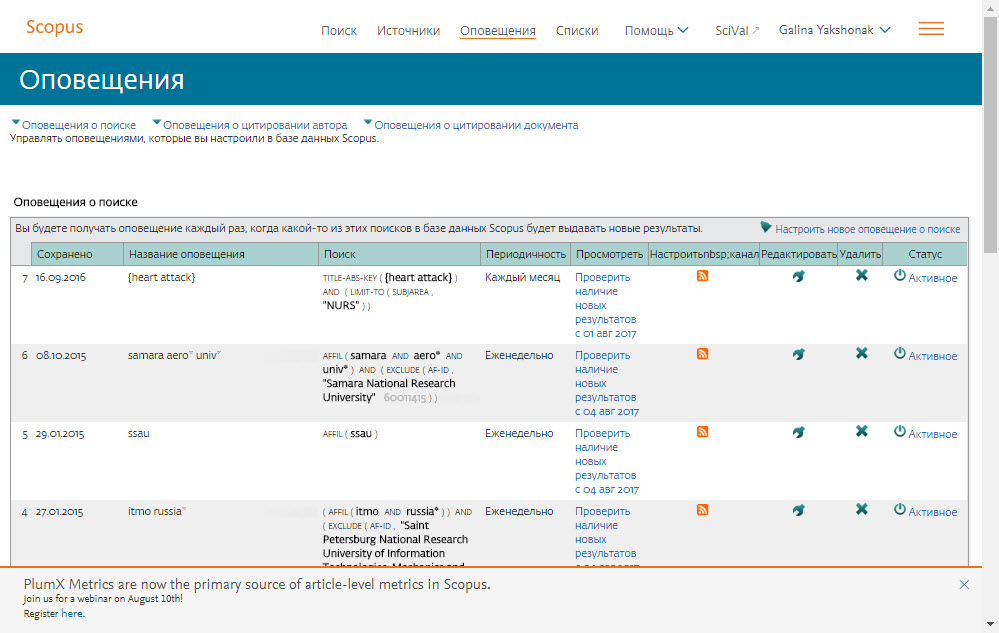 Scopus
Поиск Источники Оповещения Списки Помощь SciVal Galina Yakshonak
Оповещения
Оповещения о поиске Оповещения о цитировании автора Оповещения о цитировании документа
Управлять оповещениями, которые вы настроили в базе данных Scopus.
Оповещения о поиске
Вы будете получать оповещение каждый раз, когда какой-то из этих поисков в базе данных Scopus будет выдавать новые результаты. Настроить новое оповещение о поиске
Сохранено Название оповещения Поиск Периодичность Просмотреть Настроитьnbsp;канал Редактировать Удалить Статус
7 16.09.2016 {heart attack} TITLE-ABS-KEY ( {heart attack} ) Каждый месяц Проверить Активное
AND ( LIMIT-TO ( SUBJAREA , наличие
"NURS" ) ) новых
результатов
с 01 авг 2017
6 08.10.2015 samara aero* univ* AFFIL ( samara AND aero* AND Еженедельно Проверить Активное
univ* ) AND ( EXCLUDE ( AF-ID , наличие
"Samara National Research новых
University" 60011415 ) ) результатов
с 04 авг 2017
5 29.01.2015 ssau AFFIL ( ssau ) Еженедельно Проверить Активное
наличие
новых
результатов
с 04 авг 2017
4 27.01.2015 itmo russia* ( AFFIL ( itmo AND russia* ) ) AND Еженедельно Проверить Активное
( EXCLUDE ( AF-ID , "Saint наличие
Petersburg National Research новых
University of Information результатов
PlumX Metrics are now the primary source of article-level metrics in Scopus.
Join us for a webinar on August 10th!
Register here.